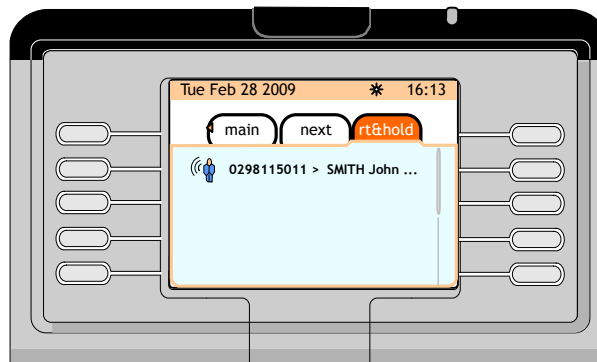 Tue Feb 28 2009 16:13
main next rt&hold
0298115011 > SMITH John ...